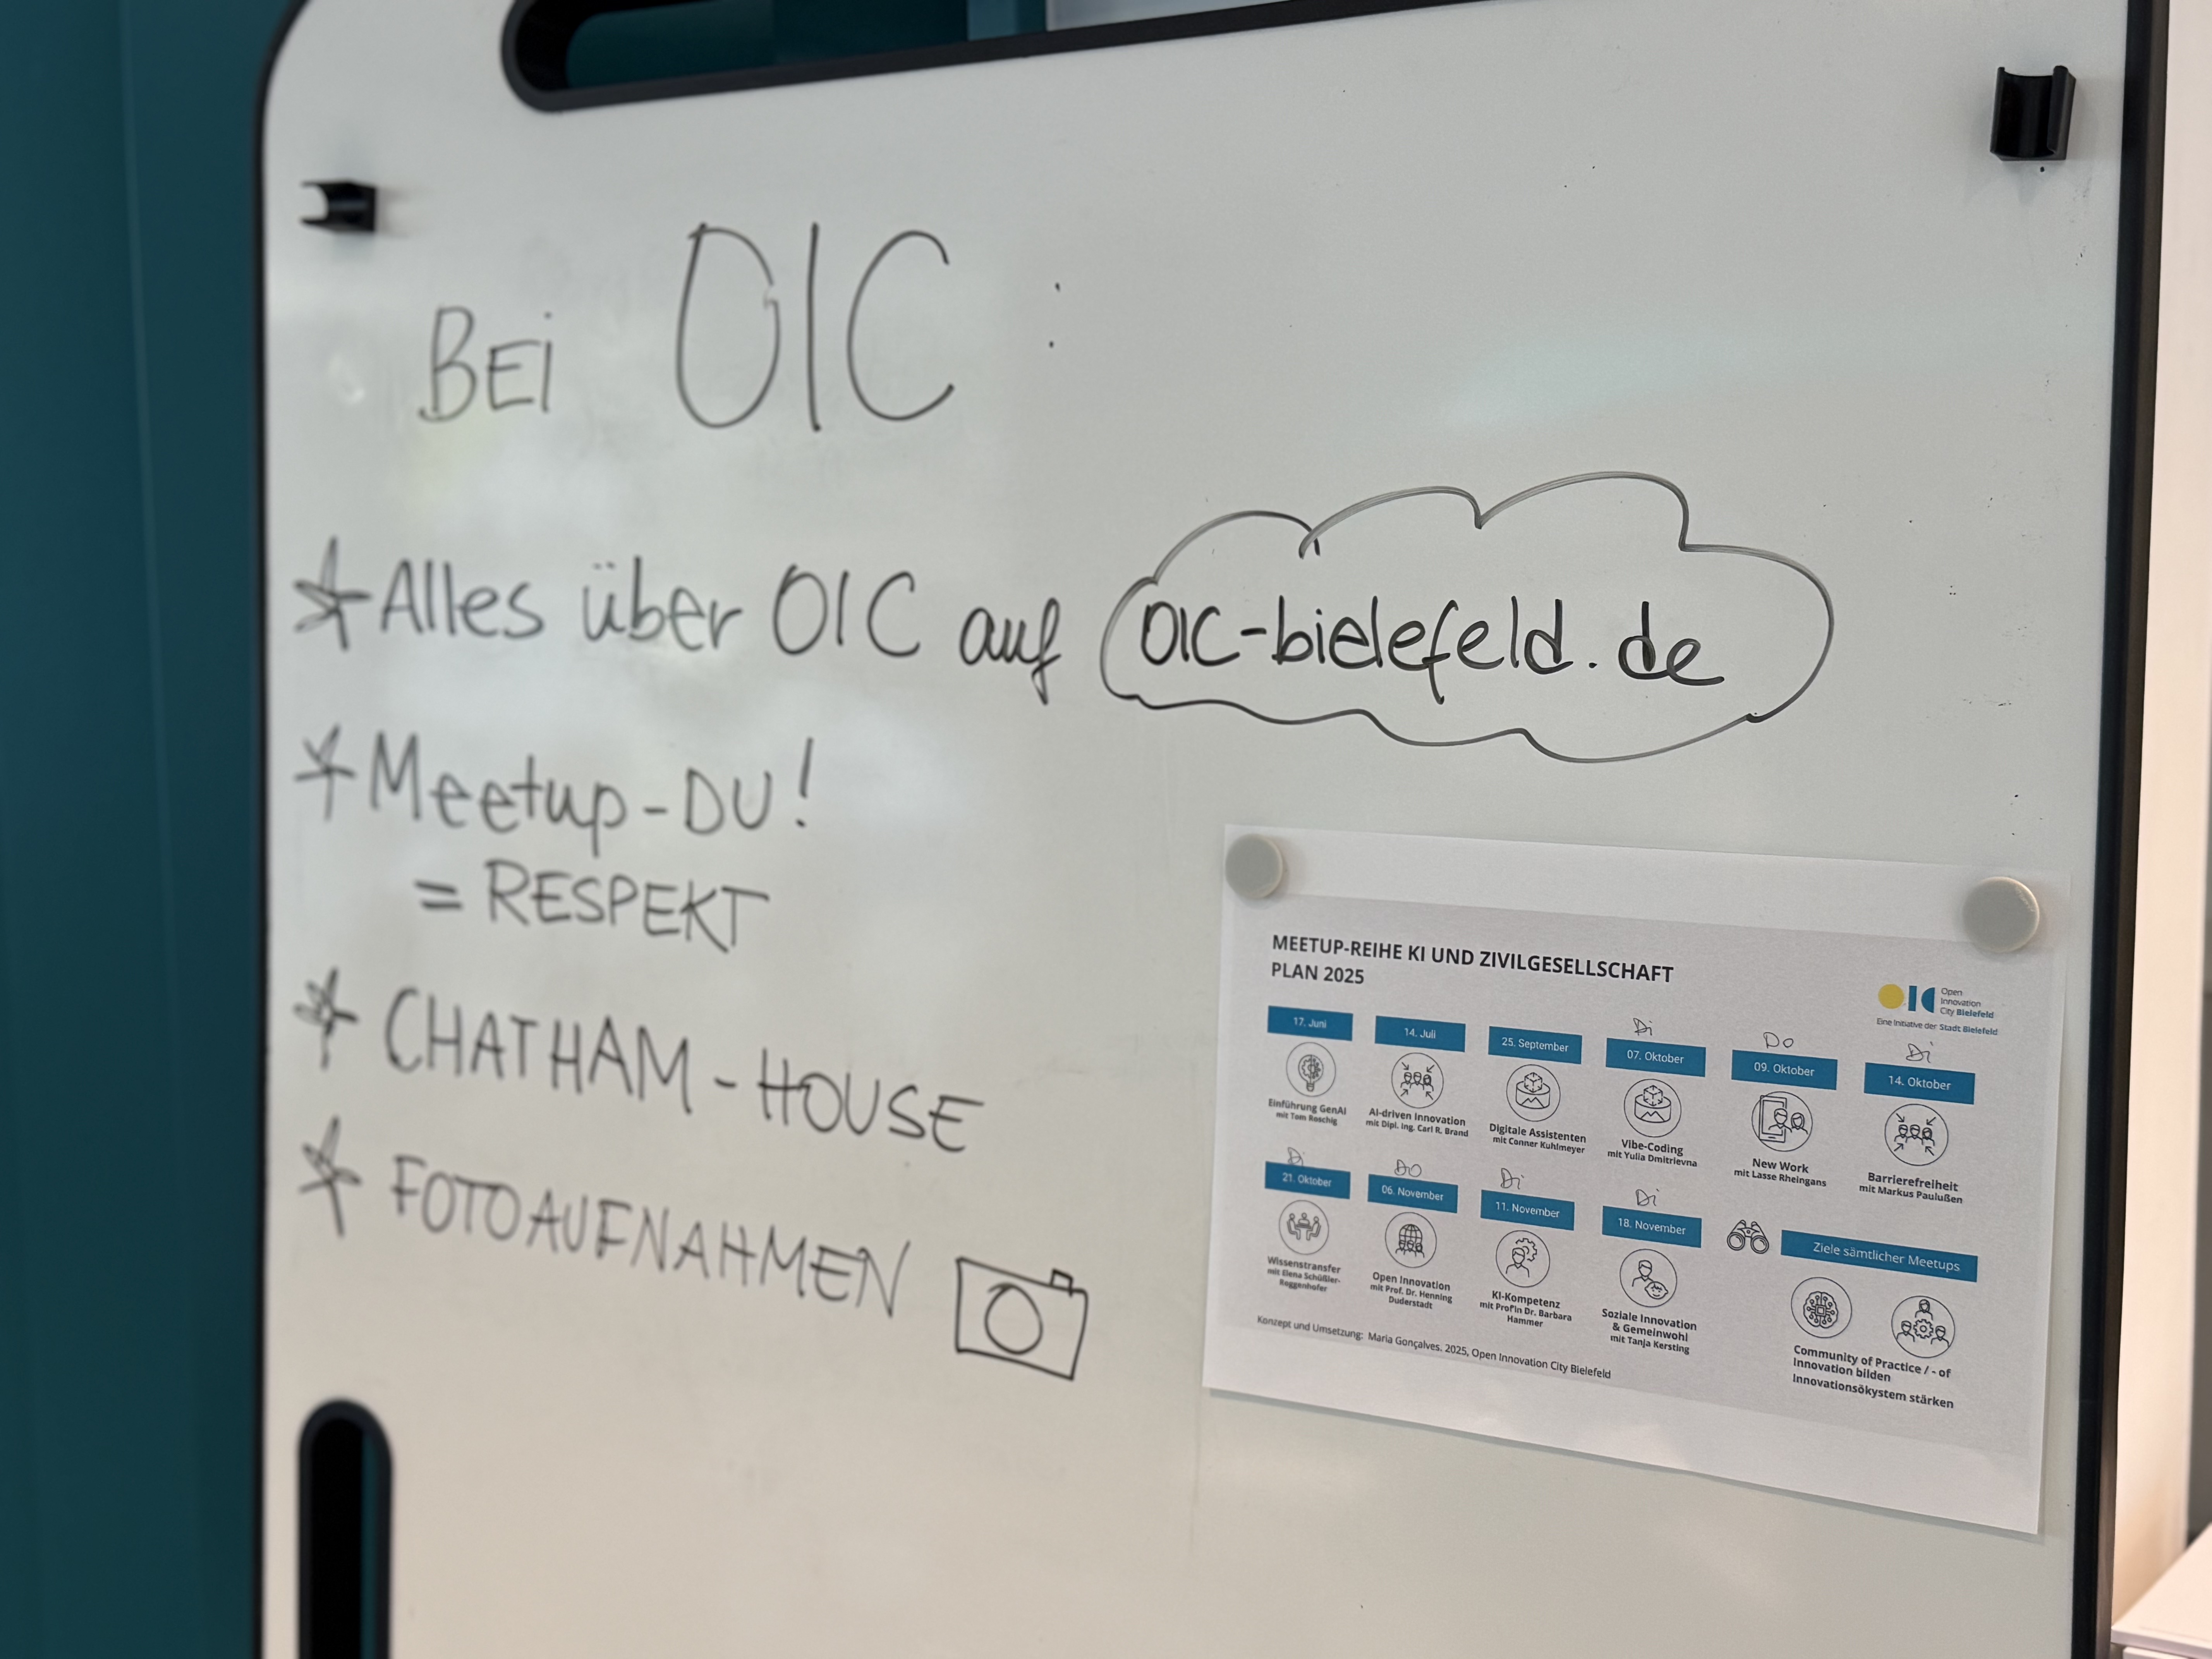 BEI OIC :
* Alles über OIC auf OIC-bielefeld.de
* Meetup-DU!
= RESPEKT
* CHATHAM-HOUSE
* FOTOAUFNAHMEN
MEETUP-REIHE KI UND ZIVILGESELLSCHAFT
PLAN 2025
OIC
Open
Innovation
City Bielefeld
Eine Initiative der Stadt Bielefeld
17. Juni
Einführung GenAI
mit Tom Roschig
14. Juli
AI-driven Innovation
mit Dipl. Ing. Carl R. Brand
25. September
Digitale Assistenten
mit Conner Kuhlmeyer
Di
07. Oktober
Vibe-Coding
mit Yulia Dmitrievna
Do
09. Oktober
New Work
mit Lasse Rheingans
Di
14. Oktober
Barrierefreiheit
mit Markus Paulußen
Di
21. Oktober
Wissenstransfer
mit Elena Schüßler-
Roggenhofer
DO
06. November
Open Innovation
mit Prof. Dr. Henning
Duderstadt
Di
11. November
KI-Kompetenz
mit Prof'in Dr. Barbara
Hammer
Di
18. November
Soziale Innovation
& Gemeinwohl
mit Tanja Kersting
Ziele sämtlicher Meetups
Community of Practice / - of
Innovation bilden
Innovationsökystem stärken
Konzept und Umsetzung: Maria Gonçalves. 2025, Open Innovation City Bielefeld